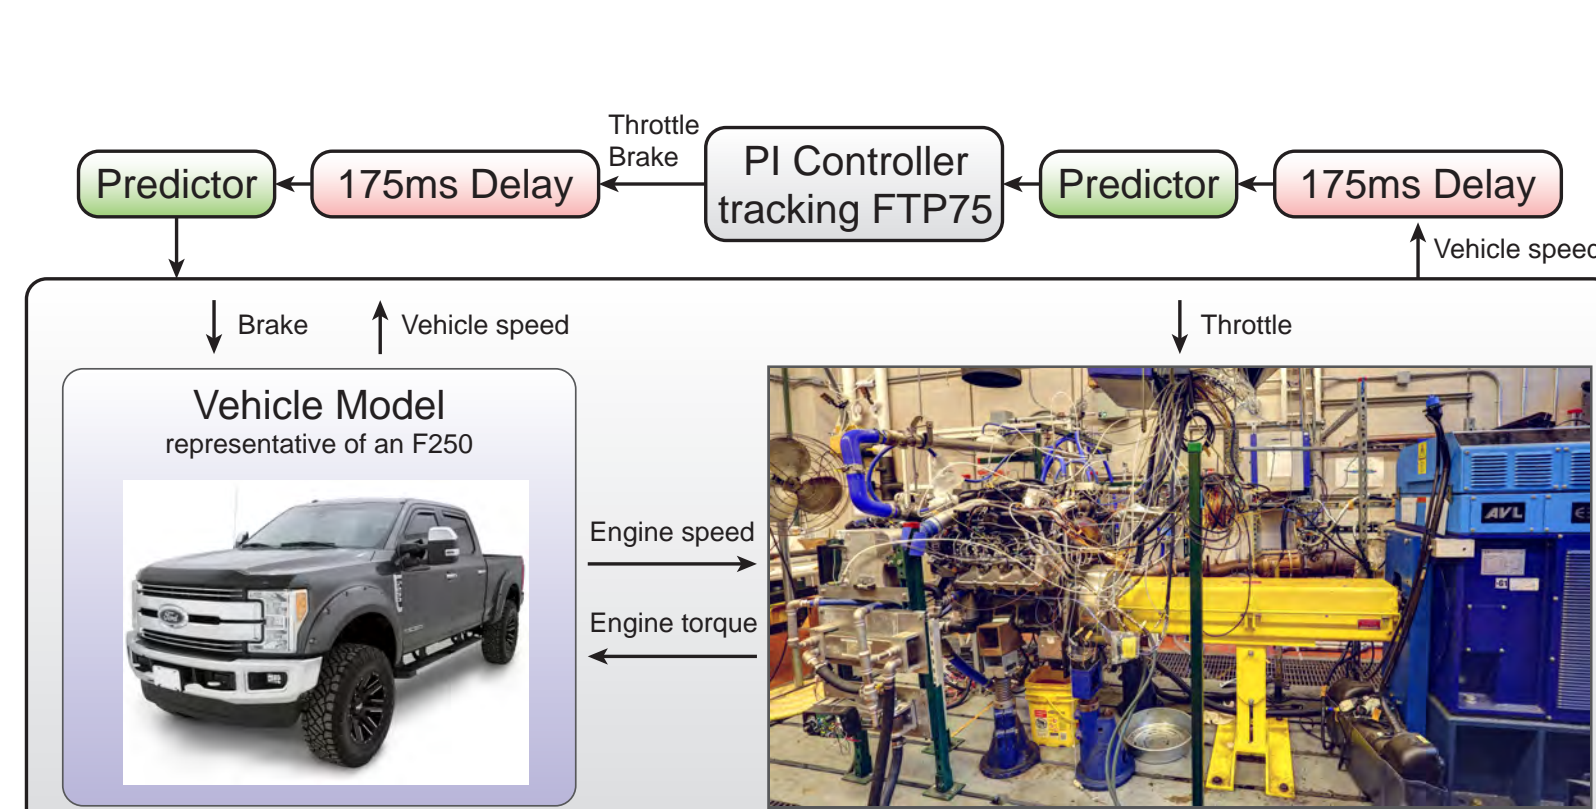 Throttle
Brake
Predictor
175ms Delay
PI Controller
tracking FTP75
Predictor
175ms Delay
Vehicle speed
Brake
Vehicle speed
Throttle
Vehicle Model
representative of an F250
Engine speed
Engine torque
Ford
AVL